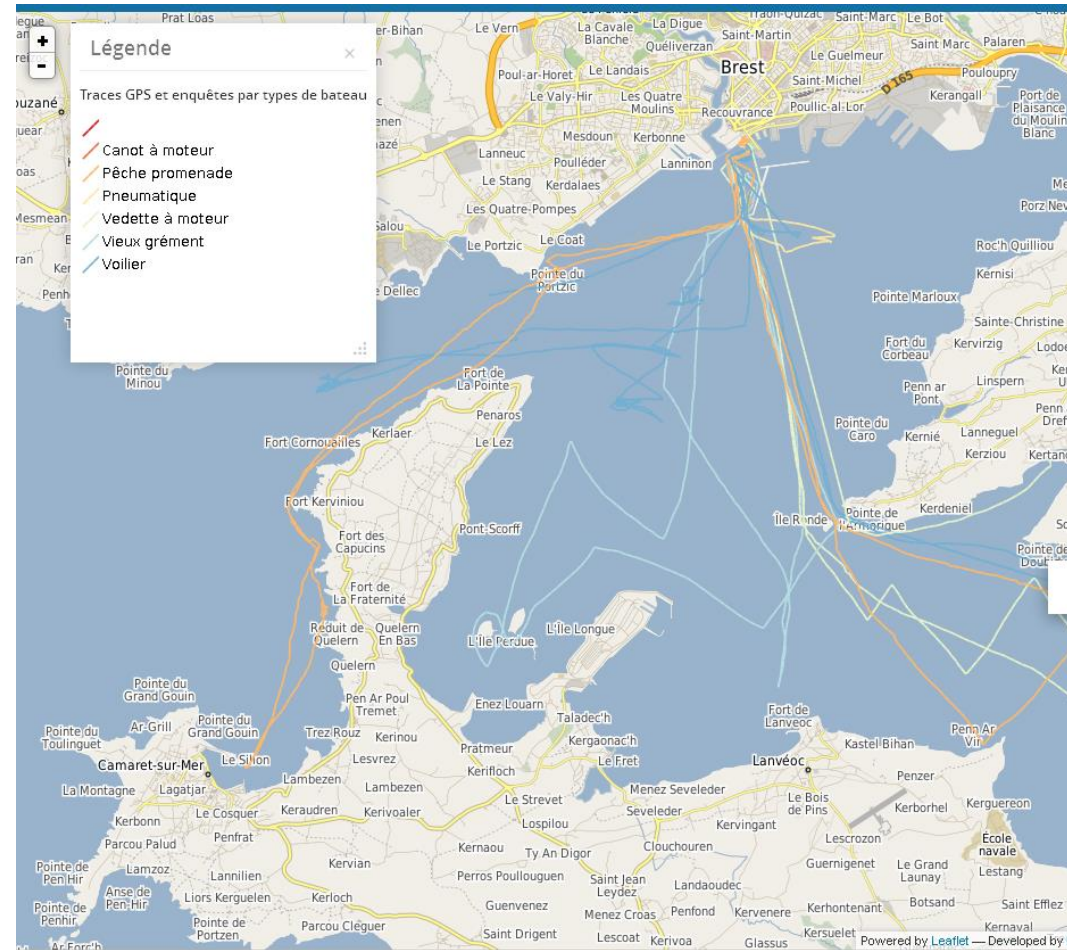 +
-
Légende
×
Traces GPS et enquêtes par types de bateau
Canot à moteur
Pêche promenade
Pneumatique
Vedette à moteur
Vieux grément
Voilier
Prat Loas
er-Bihan
Le Vern
La Cavale
Blanche
La Digue
Quéliverzan
Saint-Martin
Saint-Marc
Le Bot
Saint Marc
Palaren
Le Guelmeur
Brest
Poul-ar-Horet
Le Landais
Saint-Michel
D 165
Pouloupry
Le Valy-Hir
Les Quatre
Moulins
Recouvrance
Poullic-al-Lor
Kerangall
Port de
Plaisance
du Moulin
Blanc
Mesdoun
Kerbonne
Lanneuc
Poulléder
Lanninon
Le Stang
Kerdalaes
Les Quatre-Pompes
Le Portzic
Le Coat
Pointe du
Portzic
e Dellec
Mesmean
Porz Nev
Roc'h Quilliou
Kernisi
Pointe Marloux
Sainte-Christine
Fort du
Corbeau
Kervirzig
Linspern
Penn ar
Pont
Pointe du
Caro
Kernié
Lanneguel
Kerziou
Kerdeniel
Île Ronde
Pointe de
l'Armorique
Pointe du
Minou
Fort de
La Pointe
Penaros
Fort Cornouailles
Kerlaer
Le Lez
Fort Kerviniou
Pont-Scorff
Fort des
Capucins
Fort de
La Fraternité
Réduit de
Quelern
Quelern
En Bas
L'Île Perdue
L'Île Longue
Quelern
Pointe du
Grand Gouin
Pen Ar Poul
Tremet
Enez Louarn
Taladec'h
Fort de
Lanveoc
Penn Ar
Vir
Pointe du
Toulinguet
Ar-Grill
Pointe du
Grand Gouin
Trez Rouz
Kerinou
Kergaonac'h
Kastel Bihan
Camaret-sur-Mer
Le Sillon
Lesvrez
Pratmeur
Le Fret
Lanvéoc
Penzer
La Montagne
Lagatjar
Lambezen
Lambezen
Kerifloch
Menez Seveleder
Le Bois
de Pins
Kerborhel
Kerguereon
Kerbonn
Le Cosquer
Keraudren
Kerivoaler
Le Strevet
Seveleder
Kervingant
Parcou Palud
Penfrat
Lospilou
Lescrozon
École
navale
Kernaou
Ty An Digor
Clouchouren
Pointe de
Pen Hir
Lamzoz
Lannilien
Kervian
Perros Poullouguen
Saint Jean
Leydez
Landaoudec
Guernigenet
Le Grand
Launay
Lestang
Pointe de
Penhir
Anse de
Pen Hir
Liors Kerguelen
Kerloch
Guenvenez
Menez Croas
Penfond
Kervenere
Kerhontenant
Botsand
Saint Efflez
Pointe de
Portzen
Parcou Cléguer
Saint Drigent
Lescoat
Kerivoa
Glassus
Kersuelet
Kernaval
Powered by Leaflet — Developed by